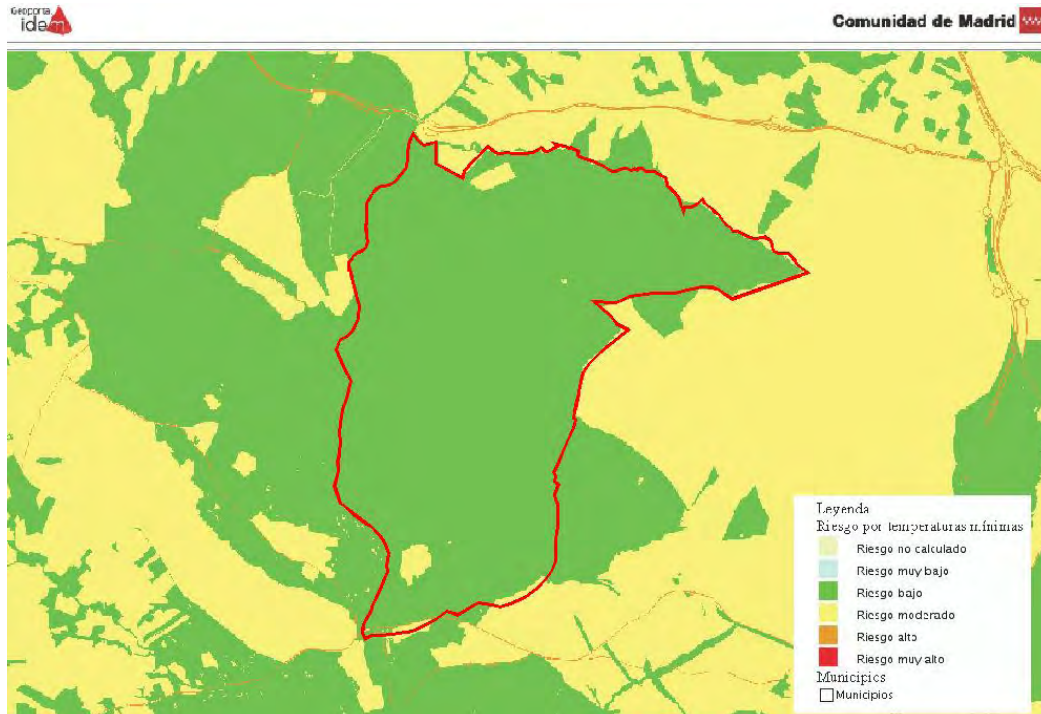 Geoportal
idem
Comunidad de Madrid
Leyenda
Riesgo por temperaturas mínimas
Riesgo no calculado
Riesgo muy bajo
Riesgo bajo
Riesgo moderado
Riesgo alto
Riesgo muy alto
Municipios
Municipios